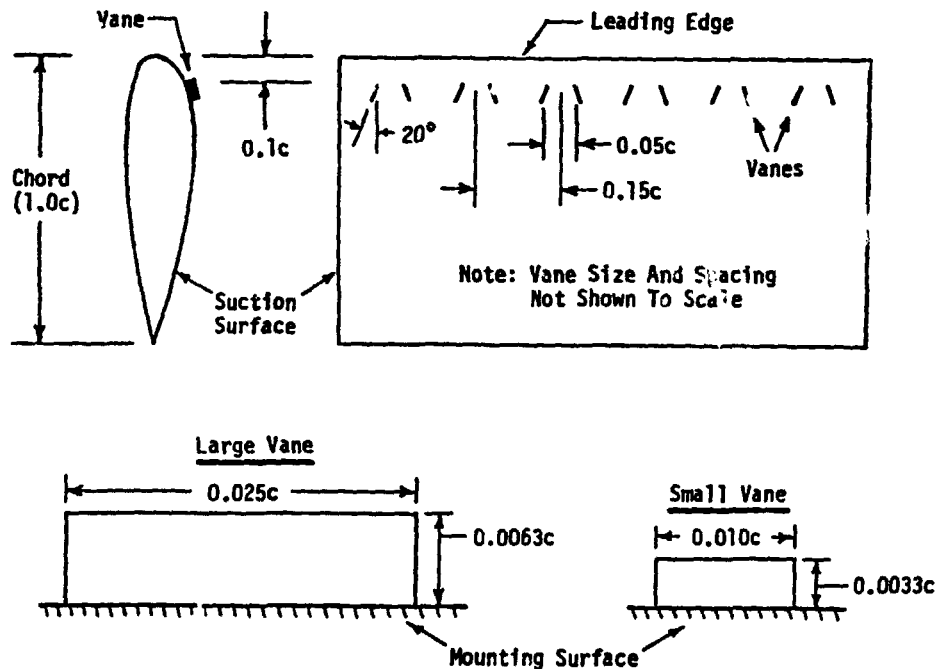 Vane
Leading Edge
0.1c
20°
0.05c
Vanes
0.15c
Chord
(1.0c)
Note: Vane Size And Spacing
Not Shown To Scale
Suction
Surface
Large Vane
0.025c
0.0063c
Small Vane
0.010c
0.0033c
Mounting Surface